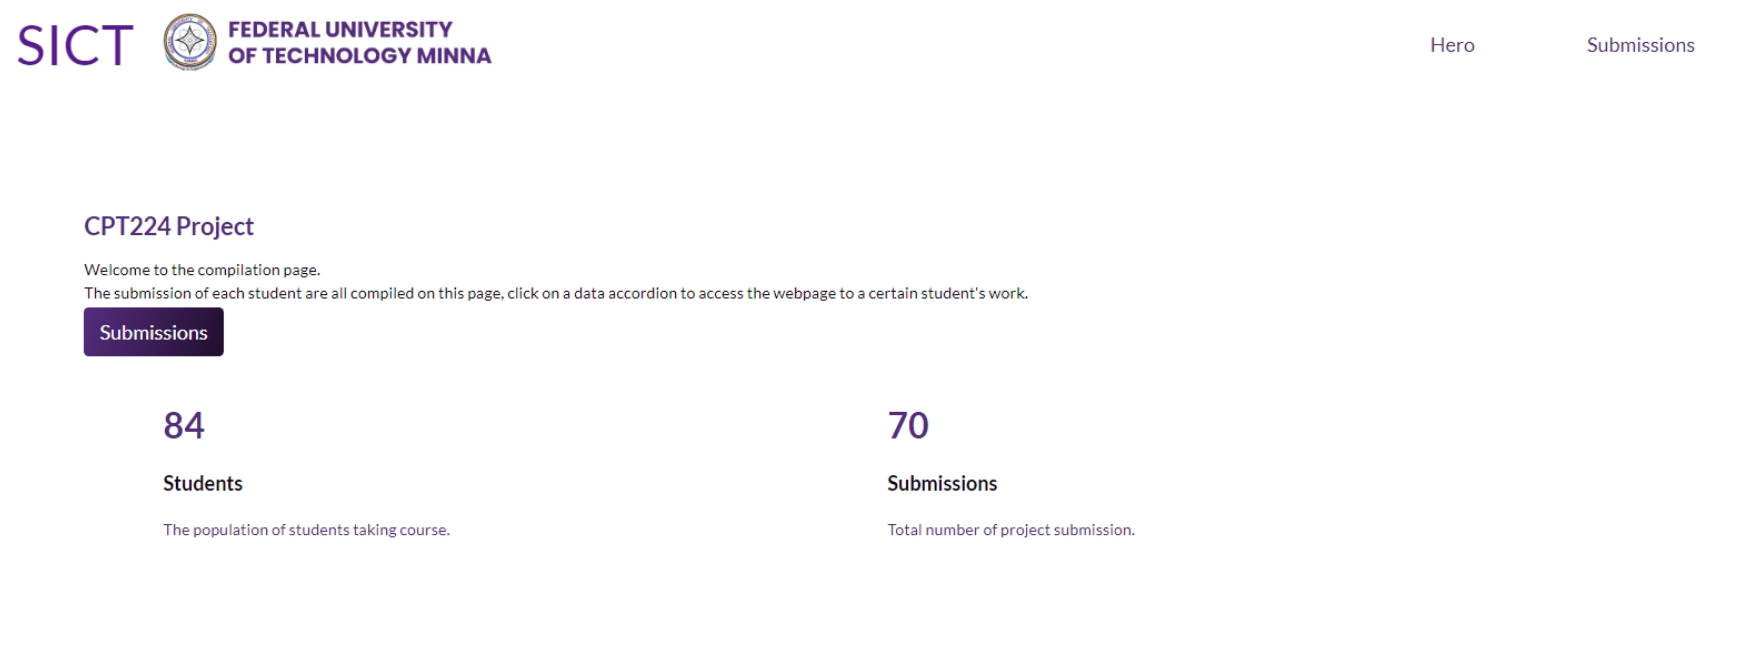 SICT
FEDERAL UNIVERSITY
OF TECHNOLOGY MINNA
Hero
Submissions
CPT224 Project
Welcome to the compilation page.
The submission of each student are all compiled on this page, click on a data accordion to access the webpage to a certain student's work.
Submissions
84
Students
The population of students taking course.
70
Submissions
Total number of project submission.